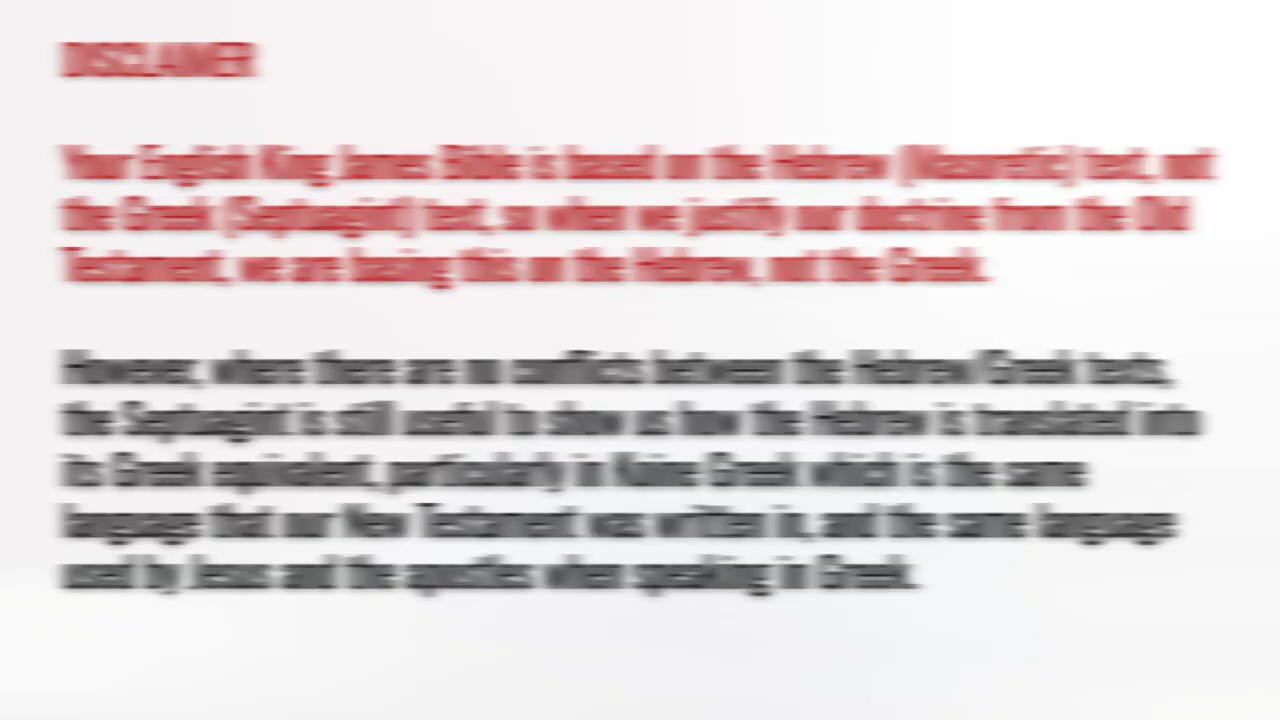 DISCLAIMER
Your English King James Bible is based on the Hebrew (Masoretic) text, not
the Greek (Septuagint) text, so when we justify our doctrine from the Old
Testament, we are basing this on the Hebrew, not the Greek.
However, where there are no conflicts between the Hebrew/Greek texts,
the Septuagint is still useful to show us how the Hebrew is translated into
its Greek equivalent, particularly in Koine Greek which is the same
language that our New Testament was written in, and the same language
used by Jesus and the apostles when speaking in Greek.